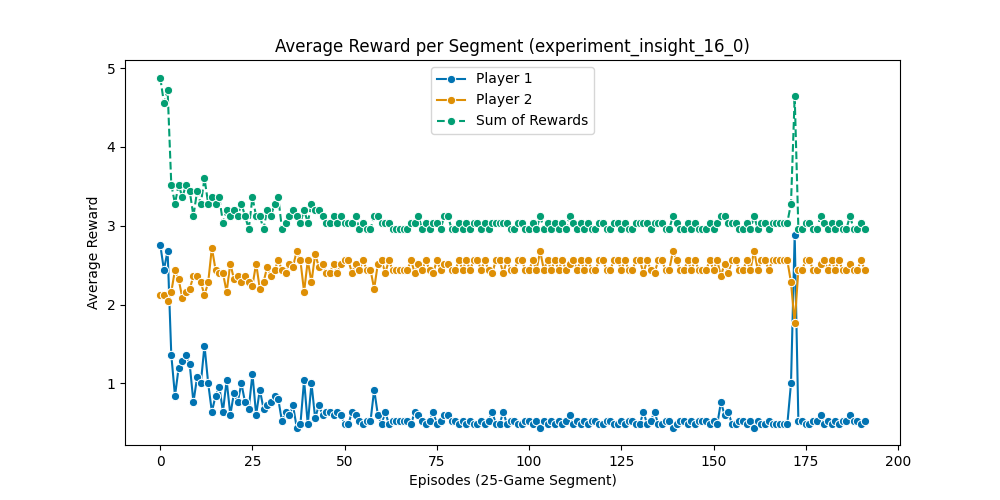 Average Reward per Segment (experiment_insight_16_0)
Player 1
Player 2
Sum of Rewards
Average Reward
5
4
3
2
1
0 25 50 75 100 125 150 175 200
Episodes (25-Game Segment)